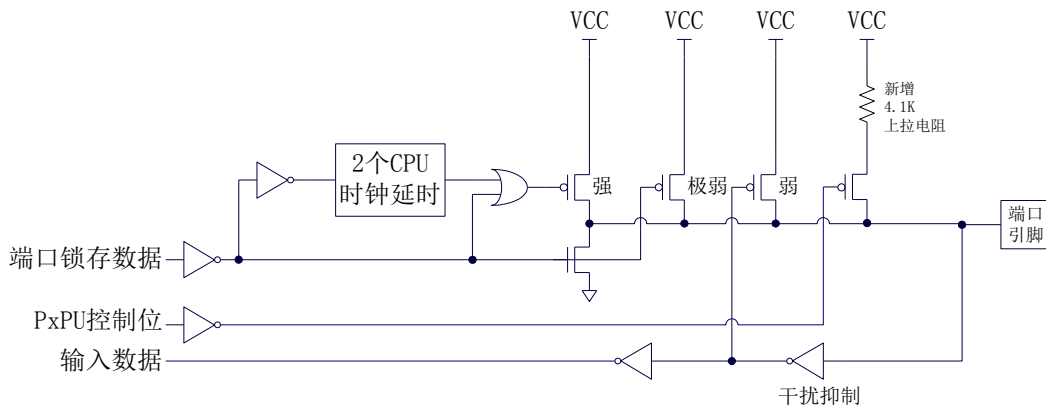 VCC VCC VCC VCC
新增
4.1K
上拉电阻
2个CPU
时钟延时
强
极弱
弱
端口
引脚
端口锁存数据
PxPU控制位
输入数据
干扰抑制